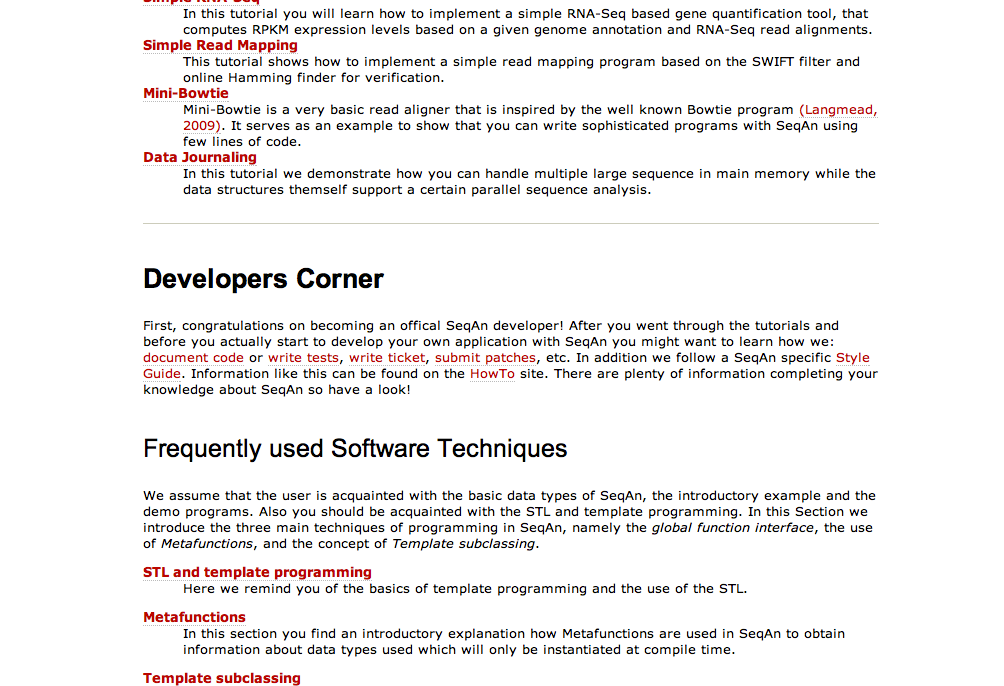 Simple RNA-Seq
In this tutorial you will learn how to implement a simple RNA-Seq based gene quantification tool, that
computes RPKM expression levels based on a given genome annotation and RNA-Seq read alignments.
Simple Read Mapping
This tutorial shows how to implement a simple read mapping program based on the SWIFT filter and
online Hamming finder for verification.
Mini-Bowtie
Mini-Bowtie is a very basic read aligner that is inspired by the well known Bowtie program (Langmead,
2009). It serves as an example to show that you can write sophisticated programs with SeqAn using
few lines of code.
Data Journaling
In this tutorial we demonstrate how you can handle multiple large sequence in main memory while the
data structures themself support a certain parallel sequence analysis.
Developers Corner
First, congratulations on becoming an offical SeqAn developer! After you went through the tutorials and
before you actually start to develop your own application with SeqAn you might want to learn how we:
document code or write tests, write ticket, submit patches, etc. In addition we follow a SeqAn specific Style
Guide. Information like this can be found on the HowTo site. There are plenty of information completing your
knowledge about SeqAn so have a look!
Frequently used Software Techniques
We assume that the user is acquainted with the basic data types of SeqAn, the introductory example and the
demo programs. Also you should be acquainted with the STL and template programming. In this Section we
introduce the three main techniques of programming in SeqAn, namely the global function interface, the use
of Metafunctions, and the concept of Template subclassing.
STL and template programming
Here we remind you of the basics of template programming and the use of the STL.
Metafunctions
In this section you find an introductory explanation how Metafunctions are used in SeqAn to obtain
information about data types used which will only be instantiated at compile time.
Template subclassing